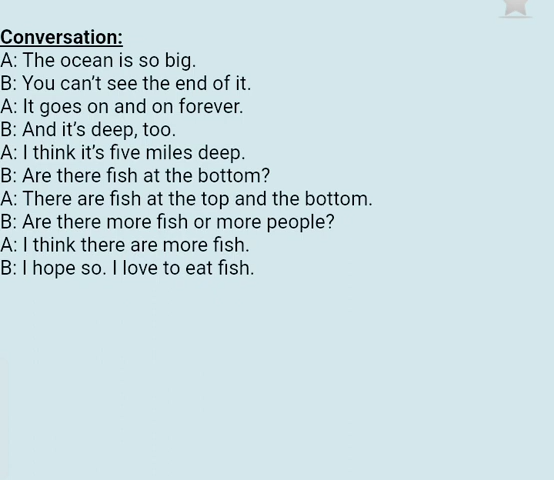 Conversation:
A: The ocean is so big.
B: You can’t see the end of it.
A: It goes on and on forever.
B: And it’s deep, too.
A: I think it’s five miles deep.
B: Are there fish at the bottom?
A: There are fish at the top and the bottom.
B: Are there more fish or more people?
A: I think there are more fish.
B: I hope so. I love to eat fish.